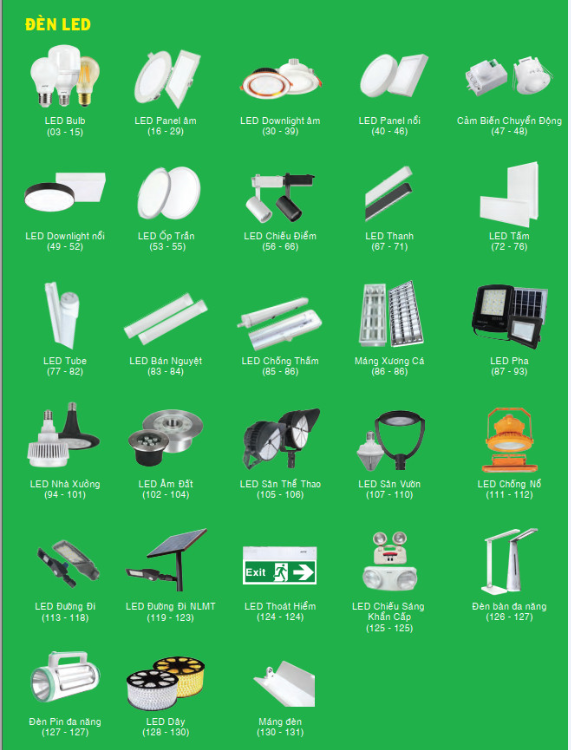 ĐÈN LED
LED Bulb
(03 - 15)
LED Panel âm
(16 - 29)
LED Downlight âm
(30 - 39)
LED Panel nổi
(40 - 46)
Cảm Biến Chuyển Động
(47 - 48)
LED Downlight nổi
(49 - 52)
LED Ốp Trần
(53 - 55)
LED Chiếu Điểm
(56 - 66)
LED Thanh
(67 - 71)
LED Tấm
(72 - 76)
LED Tube
(77 - 82)
LED Bán Nguyệt
(83 - 84)
LED Chống Thấm
(85 - 86)
Máng Xương Cá
(86 - 86)
LED Pha
(87 - 93)
LED Nhà Xưởng
(94 - 101)
LED Âm Đất
(102 - 104)
LED Sân Thể Thao
(105 - 106)
LED Sân Vườn
(107 - 110)
LED Chống Nổ
(111 - 112)
Exit
LED Đường Đi
(113 - 118)
LED Đường Đi NLMT
(119 - 123)
LED Thoát Hiểm
(124 - 124)
LED Chiếu Sáng
Khẩn Cấp
(125 - 125)
Đèn bàn đa năng
(126 - 127)
Đèn Pin đa năng
(127 - 127)
LED Dây
(128 - 130)
Máng đèn
(130 - 131)